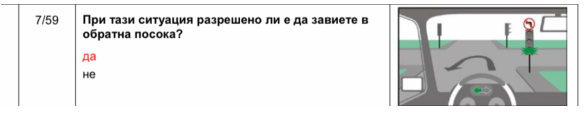 7/59
При тази ситуация разрешено ли е да завиете в
обратна посока?
да
не